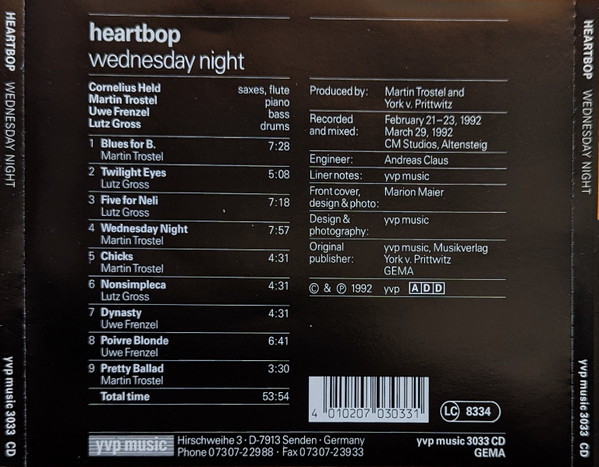 HEARTBOP WEDNESDAY NIGHT
yvp music 3033 CD
heartbop
wednesday night
Cornelius Held saxes, flute
Martin Trostel piano
Uwe Frenzel bass
Lutz Gross drums
1 Blues for B. 7:28
Martin Trostel
2 Twilight Eyes 5:08
Lutz Gross
3 Five for Neli 7:18
Lutz Gross
4 Wednesday Night 7:57
Martin Trostel
5 Chicks 4:31
Martin Trostel
6 Nonsimpleca 4:31
Lutz Gross
7 Dynasty 4:31
Uwe Frenzel
8 Poivre Blonde 6:41
Uwe Frenzel
9 Pretty Ballad 3:30
Martin Trostel
Total time 53:54
Produced by: Martin Trostel and
York v. Prittwitz
Recorded February 21–23, 1992
and mixed: March 29, 1992
CM Studios, Altensteig
Engineer: Andreas Claus
Liner notes: yvp music
Front cover, Marion Maier
design & photo:
Design & yvp music
photography:
Original yvp music, Musikverlag
publisher: York v. Prittwitz
GEMA
© & ℗ 1992 yvp ADD
4 010207 030331
LC 8334
yvp music
Hirschweihe 3 · D-7913 Senden · Germany
Phone 07307-22988 · Fax 07307-23933
yvp music 3033 CD
GEMA
HEARTBOP WEDNESDAY NIGHT
yvp music 3033 CD